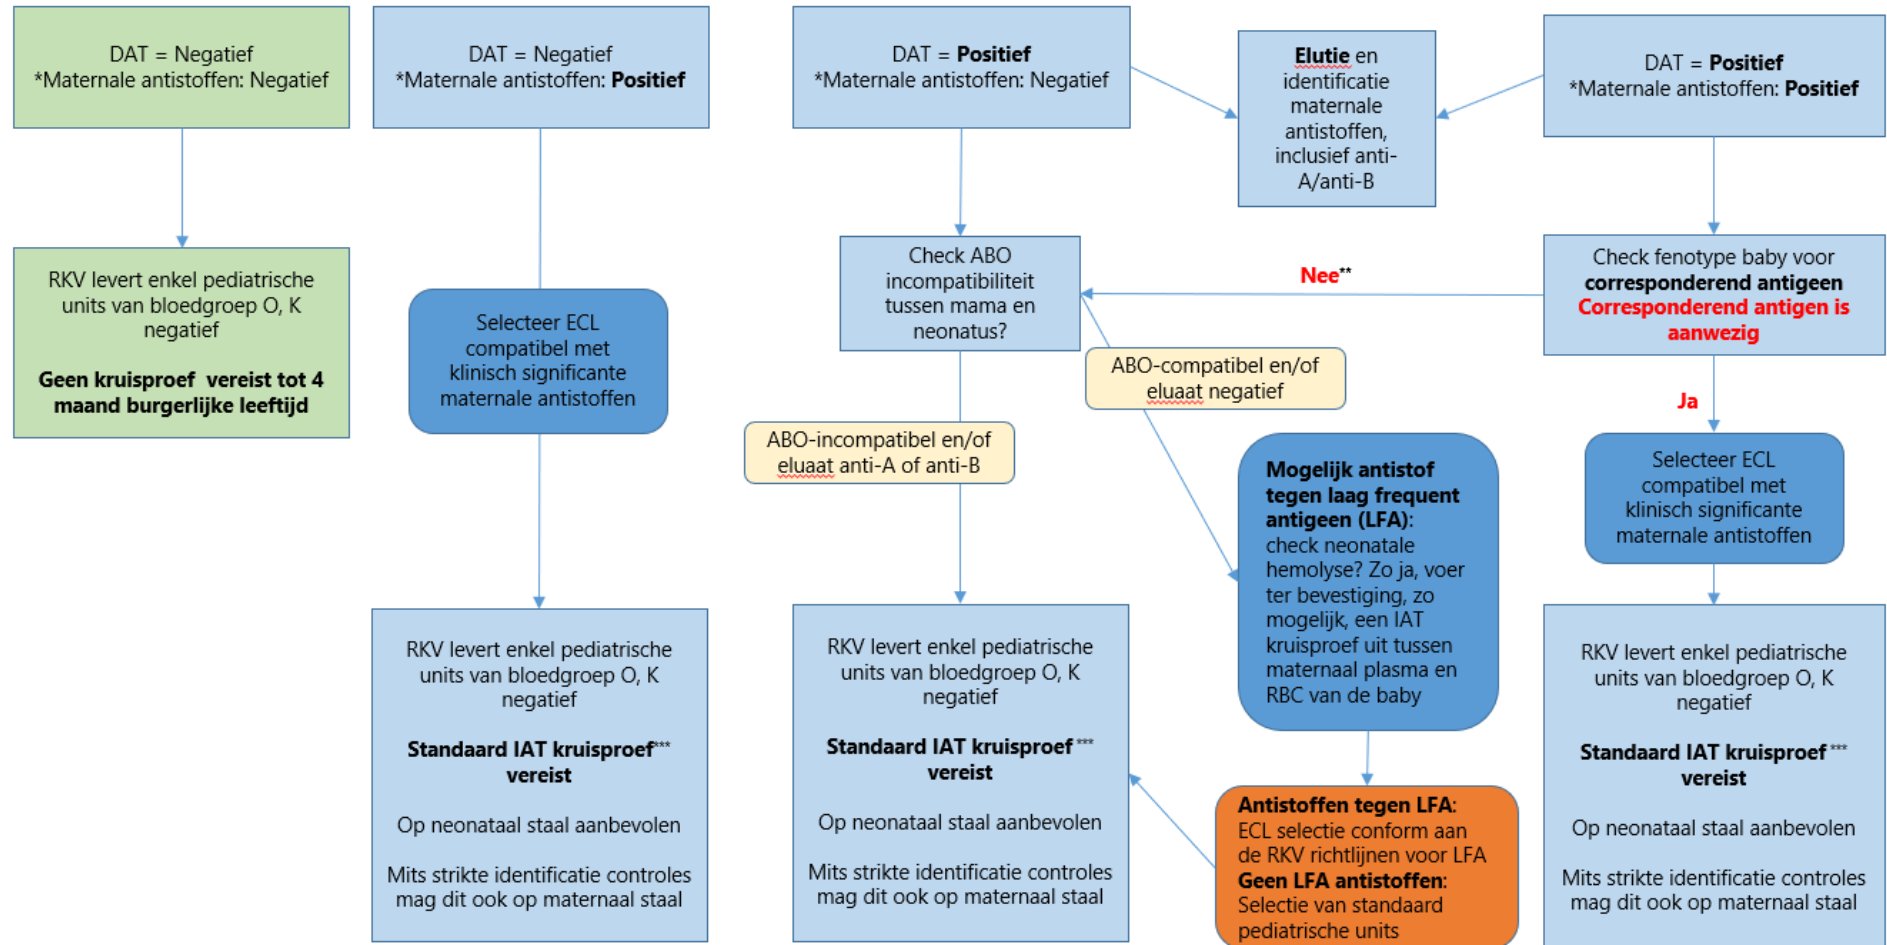 DAT = Negatief
*Maternale antistoffen: Negatief
DAT = Negatief
*Maternale antistoffen: Positief
DAT = Positief
*Maternale antistoffen: Negatief
Elutie en
identificatie
maternale
antistoffen,
inclusief anti-
A/anti-B
DAT = Positief
*Maternale antistoffen: Positief
RKV levert enkel pediatrische
units van bloedgroep O, K
negatief
Geen kruisproef vereist tot 4
maand burgerlijke leeftijd
Selecteer ECL
compatibel met
klinisch significante
maternale antistoffen
Check ABO
incompatibiliteit
tussen mama en
neonatus?
Nee**
Check fenotype baby voor
corresponderend antigeen
Corresponderend antigen is
aanwezig
ABO-compatibel en/of
eluaat negatief
Ja
ABO-incompatibel en/of
eluaat anti-A of anti-B
Mogelijk antistof
tegen laag frequent
antigeen (LFA):
check neonatale
hemolyse? Zo ja, voer
ter bevestiging, zo
mogelijk, een IAT
kruisproef uit tussen
maternaal plasma en
RBC van de baby
Selecteer ECL
compatibel met
klinisch significante
maternale antistoffen
RKV levert enkel pediatrische
units van bloedgroep O, K
negatief
Standaard IAT kruisproef***
vereist
Op neonataal staal aanbevolen
Mits strikte identificatie controles
mag dit ook op maternaal staal
RKV levert enkel pediatrische
units van bloedgroep O, K
negatief
Standaard IAT kruisproef ***
vereist
Op neonataal staal aanbevolen
Mits strikte identificatie controles
mag dit ook op maternaal staal
Antistoffen tegen LFA:
ECL selectie conform aan
de RKV richtlijnen voor LFA
Geen LFA antistoffen:
Selectie van standaard
pediatrische units
RKV levert enkel pediatrische
units van bloedgroep O, K
negatief
Standaard IAT kruisproef ***
vereist
Op neonataal staal aanbevolen
Mits strikte identificatie controles
mag dit ook op maternaal staal